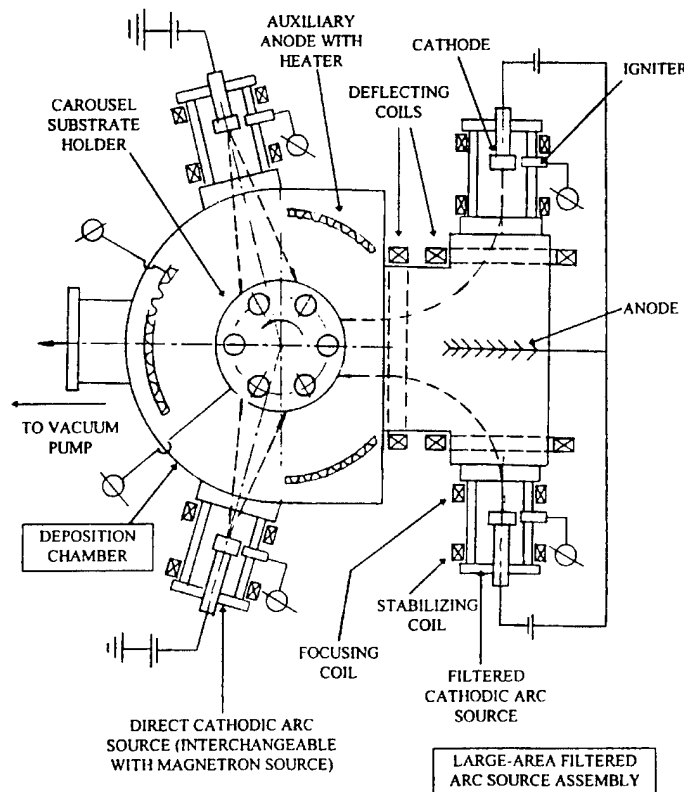 AUXILIARY
ANODE WITH
HEATER
CATHODE
IGNITER
DEFLECTING
COILS
CAROUSEL
SUBSTRATE
HOLDER
ANODE
TO VACUUM
PUMP
DEPOSITION
CHAMBER
STABILIZING
COIL
FOCUSING
COIL
FILTERED
CATHODIC ARC
SOURCE
DIRECT CATHODIC ARC
SOURCE (INTERCHANGEABLE
WITH MAGNETRON SOURCE)
LARGE-AREA FILTERED
ARC SOURCE ASSEMBLY